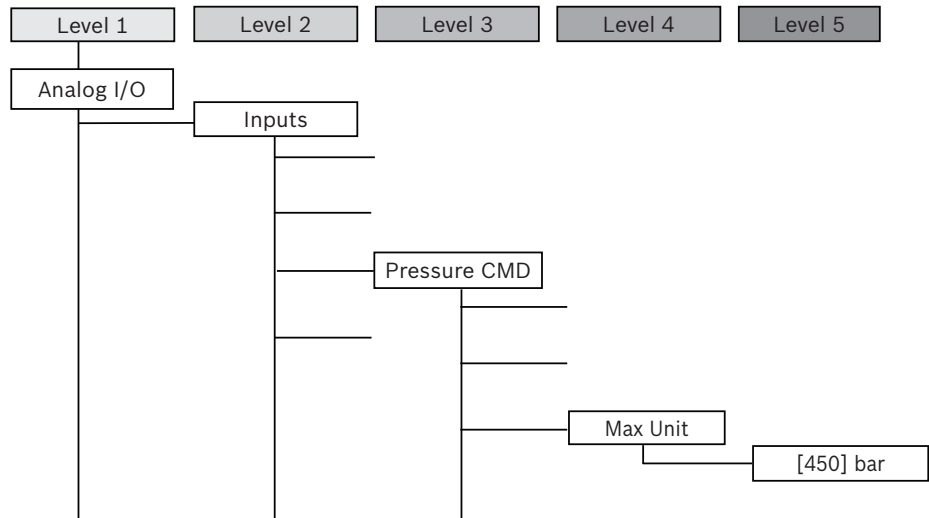 Level 1
Level 2
Level 3
Level 4
Level 5
Analog I/O
Inputs
Pressure CMD
Max Unit
[450] bar